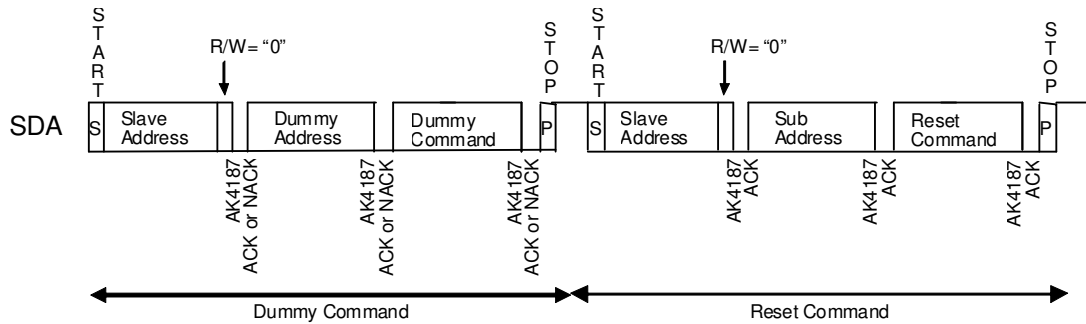 START
R/W= "0"
STOP
START
R/W= "0"
STOP
SDA
S
Slave
Address
Dummy
Address
Dummy
Command
P
S
Slave
Address
Sub
Address
Reset
Command
P
AK4187
ACK or NACK
AK4187
ACK or NACK
AK4187
ACK or NACK
AK4187
ACK
AK4187
ACK
AK4187
ACK
Dummy Command
Reset Command